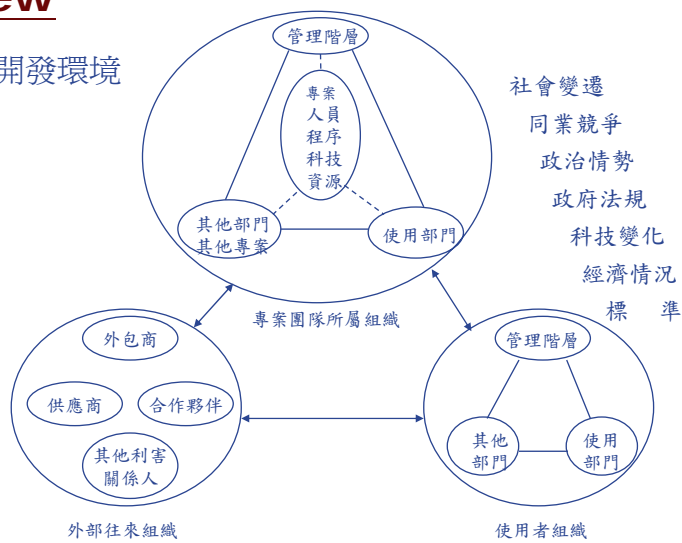 ew
開發環境
管理階層
專案
人員
程序
科技
資源
其他部門
其他專案
使用部門
專案團隊所屬組織
社會變遷
同業競爭
政治情勢
政府法規
科技變化
經濟情況
標 準
外包商
供應商
合作夥伴
其他利害
關係人
外部往來組織
管理階層
其他
部門
使用
部門
使用者組織